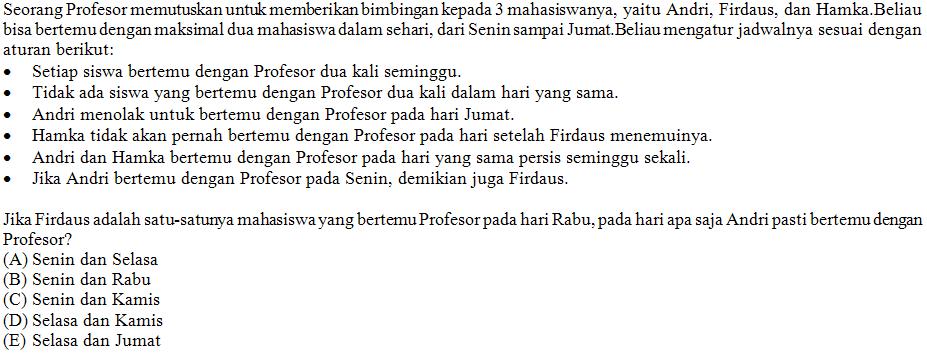 Seorang Profesor memutuskan untuk memberikan bimbingan kepada 3 mahasiswanya, yaitu Andri, Firdaus, dan Hamka.Beliau
bisa bertemu dengan maksimal dua mahasiswa dalam sehari, dari Senin sampai Jumat.Beliau mengatur jadwalnya sesuai dengan
aturan berikut:
• Setiap siswa bertemu dengan Profesor dua kali seminggu.
• Tidak ada siswa yang bertemu dengan Profesor dua kali dalam hari yang sama.
• Andri menolak untuk bertemu dengan Profesor pada hari Jumat.
• Hamka tidak akan pernah bertemu dengan Profesor pada hari setelah Firdaus menemuinya.
• Andri dan Hamka bertemu dengan Profesor pada hari yang sama persis seminggu sekali.
• Jika Andri bertemu dengan Profesor pada Senin, demikian juga Firdaus.
Jika Firdaus adalah satu-satunya mahasiswa yang bertemu Profesor pada hari Rabu, pada hari apa saja Andri pasti bertemu dengan
Profesor?
(A) Senin dan Selasa
(B) Senin dan Rabu
(C) Senin dan Kamis
(D) Selasa dan Kamis
(E) Selasa dan Jumat